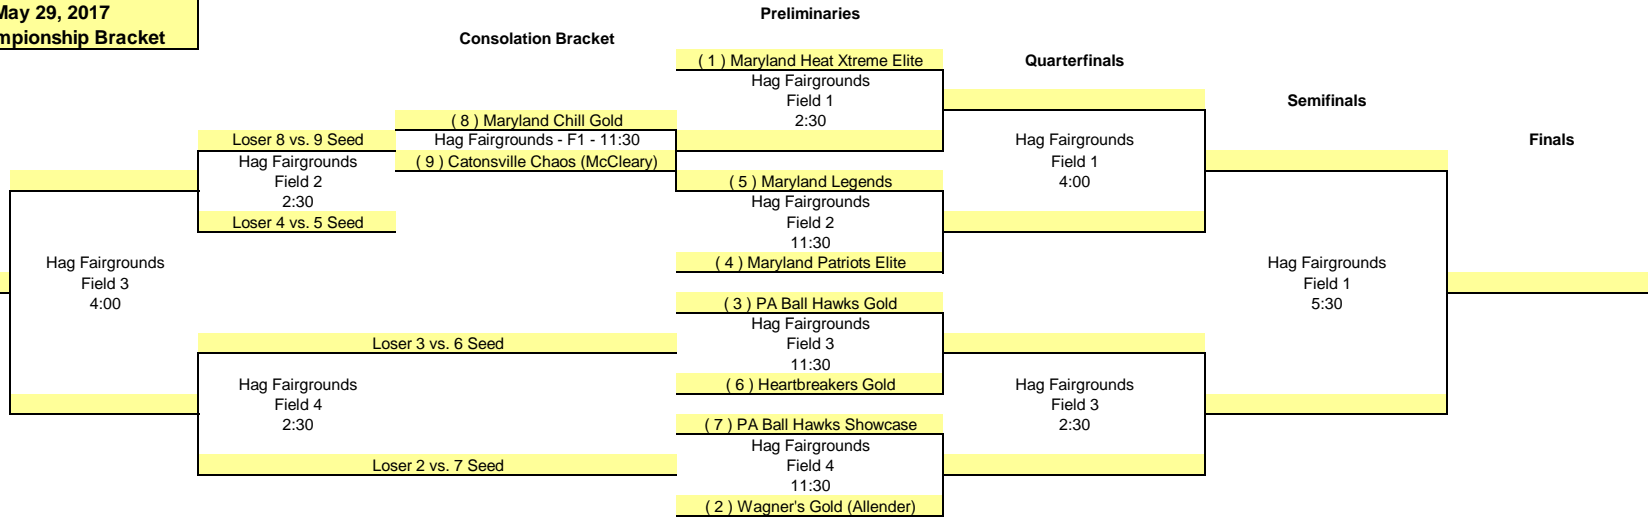 May 29, 2017
mpionship Bracket
Preliminaries
Consolation Bracket
Quarterfinals
Semifinals
Finals
( 1 ) Maryland Heat Xtreme Elite
Hag Fairgrounds
Field 1
2:30
( 8 ) Maryland Chill Gold
Hag Fairgrounds - F1 - 11:30
( 9 ) Catonsville Chaos (McCleary)
Loser 8 vs. 9 Seed
Hag Fairgrounds
Field 2
2:30
Loser 4 vs. 5 Seed
Hag Fairgrounds
Field 1
4:00
( 5 ) Maryland Legends
Hag Fairgrounds
Field 2
11:30
( 4 ) Maryland Patriots Elite
Hag Fairgrounds
Field 3
4:00
Hag Fairgrounds
Field 1
5:30
( 3 ) PA Ball Hawks Gold
Hag Fairgrounds
Field 3
11:30
( 6 ) Heartbreakers Gold
Loser 3 vs. 6 Seed
Hag Fairgrounds
Field 4
2:30
Loser 2 vs. 7 Seed
Hag Fairgrounds
Field 3
2:30
( 7 ) PA Ball Hawks Showcase
Hag Fairgrounds
Field 4
11:30
( 2 ) Wagner's Gold (Allender)